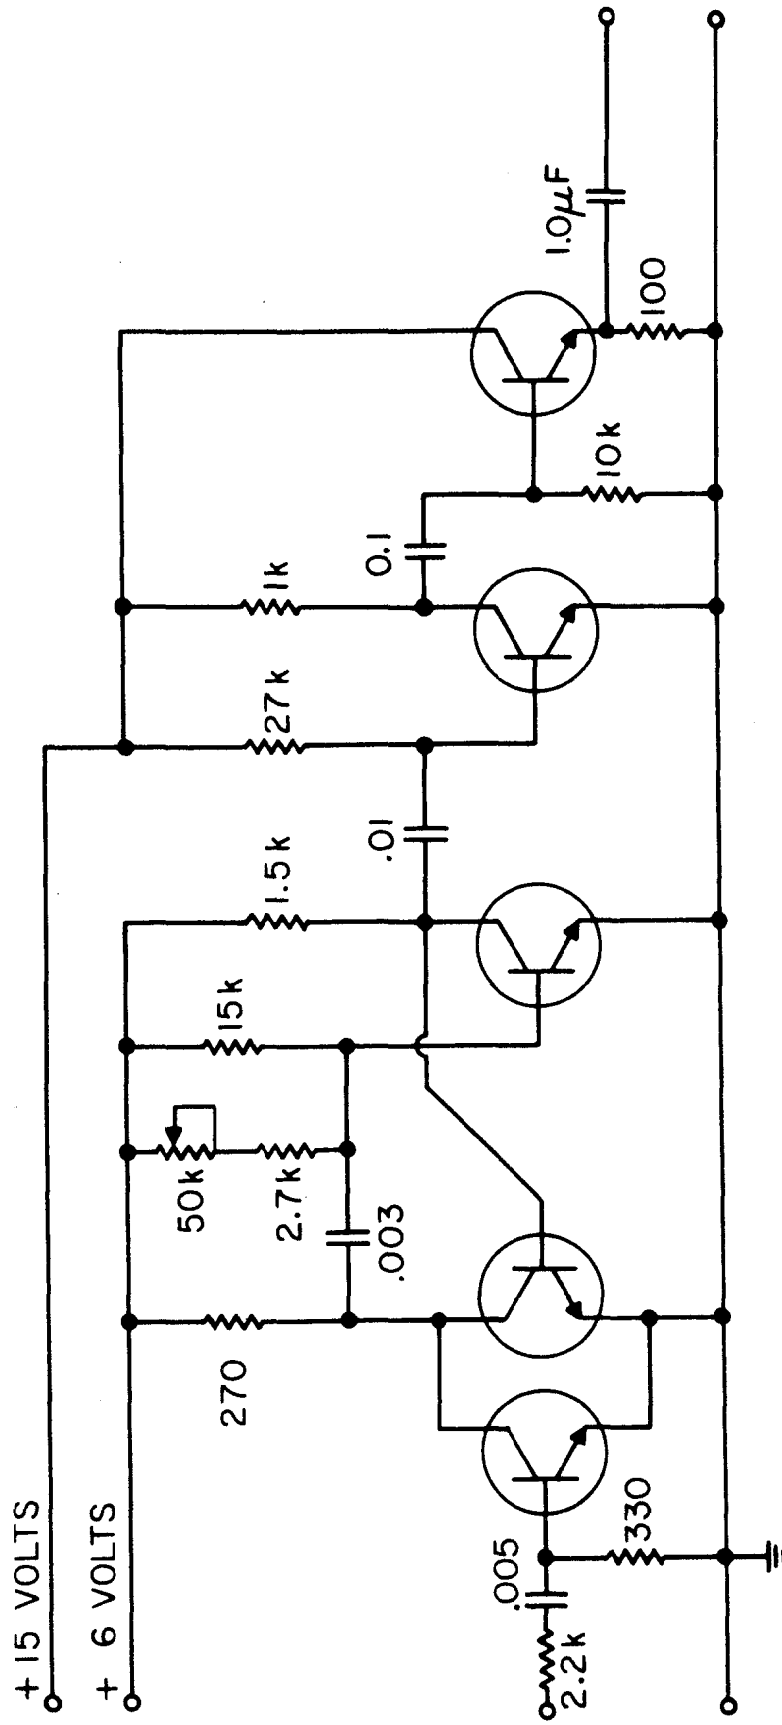 +15 VOLTS
+ 6 VOLTS
2.2k
.005
330
270
.003
50k
2.7k
15k
1.5k
.01
27k
1k
0.1
10k
100
1.0μF